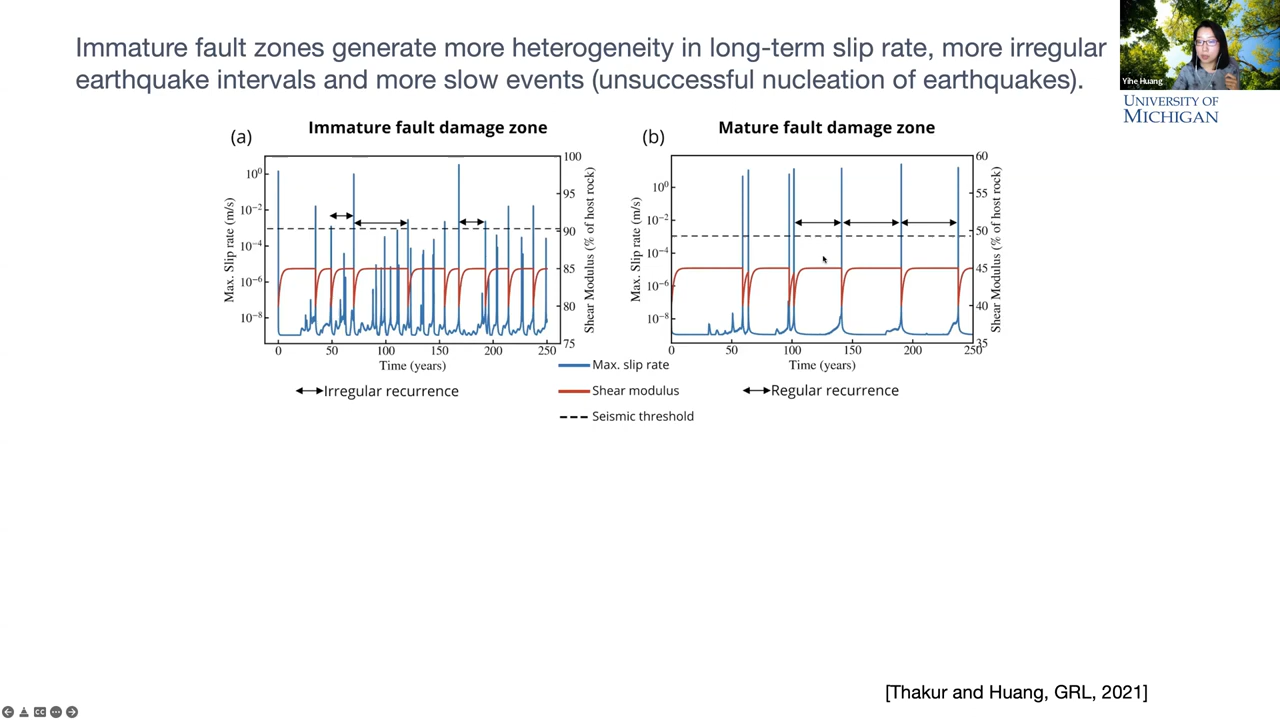 Immature fault zones generate more heterogeneity in long-term slip rate, more irregular
earthquake intervals and more slow events (unsuccessful nucleation of earthquakes).
Yihe Huang
UNIVERSITY OF
MICHIGAN
(a)
Immature fault damage zone
10⁰
10⁻²
10⁻⁴
10⁻⁶
10⁻⁸
Max. Slip rate (m/s)
100
95
90
85
80
75
Shear Modulus (% of host rock)
0 50 100 150 200 250
Time (years)
Irregular recurrence
(b)
Mature fault damage zone
10⁰
10⁻²
10⁻⁴
10⁻⁶
10⁻⁸
Max. Slip rate (m/s)
60
55
50
45
40
35
Shear Modulus (% of host rock)
0 50 100 150 200 250
Time (years)
Regular recurrence
Max. slip rate
Shear modulus
Seismic threshold
[Thakur and Huang, GRL, 2021]